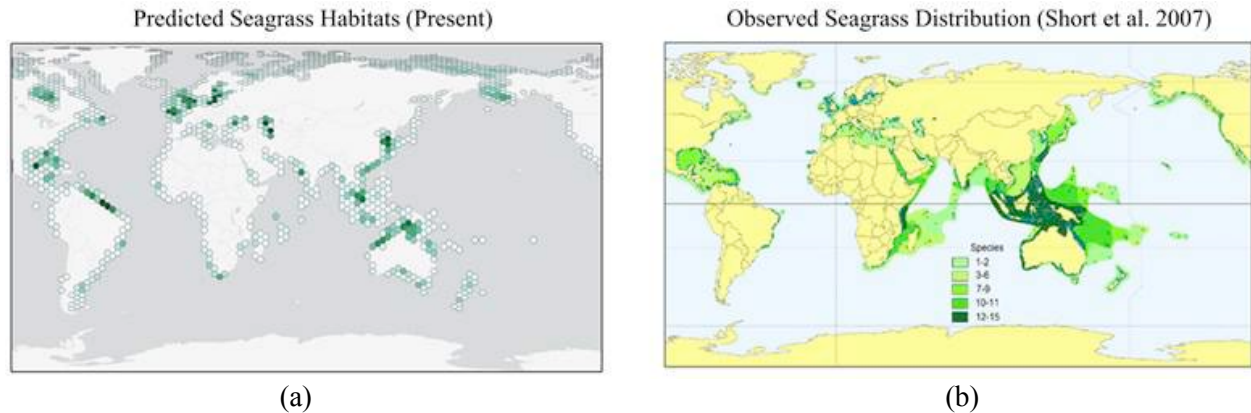 Predicted Seagrass Habitats (Present)
Observed Seagrass Distribution (Short et al. 2007)
Species
1-2
3-6
7-9
10-11
12-15
(a)
(b)